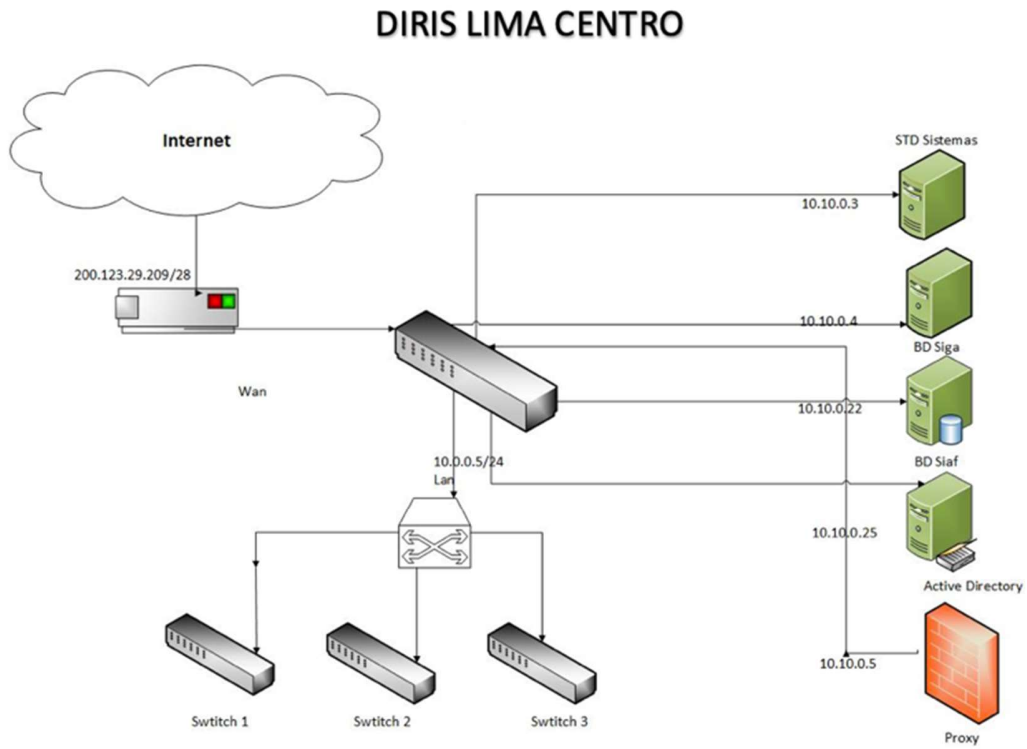 DIRIS LIMA CENTRO
Internet
STD Sistemas
10.10.0.3
200.123.29.209/28
10.10.0.4
BD Siga
Wan
10.10.0.22
10.0.0.5/24
Lan
BD Siaf
10.10.0.25
Active Directory
10.10.0.5
Swtitch 1
Swtitch 2
Swtitch 3
Proxy